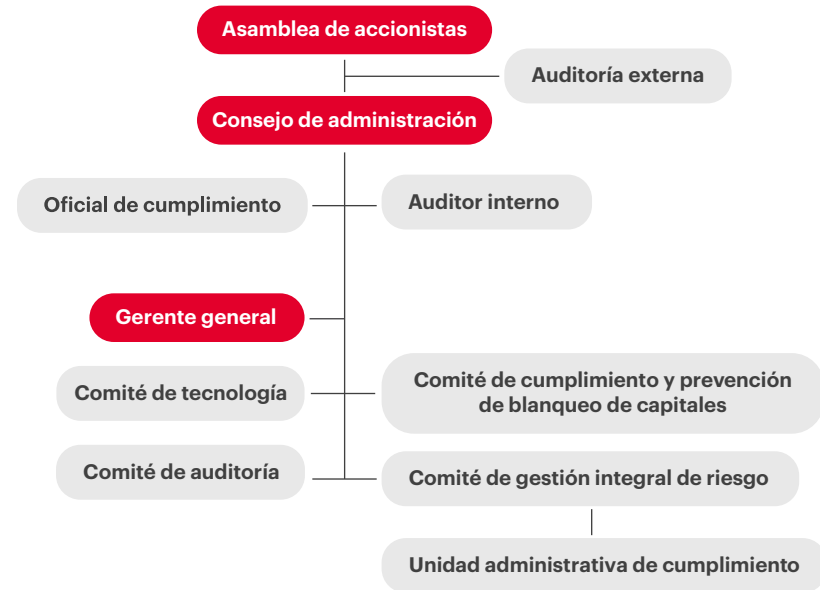 Asamblea de accionistas
Auditoría externa
Consejo de administración
Oficial de cumplimiento
Auditor interno
Gerente general
Comité de tecnología
Comité de cumplimiento y prevención
de blanqueo de capitales
Comité de auditoría
Comité de gestión integral de riesgo
Unidad administrativa de cumplimiento